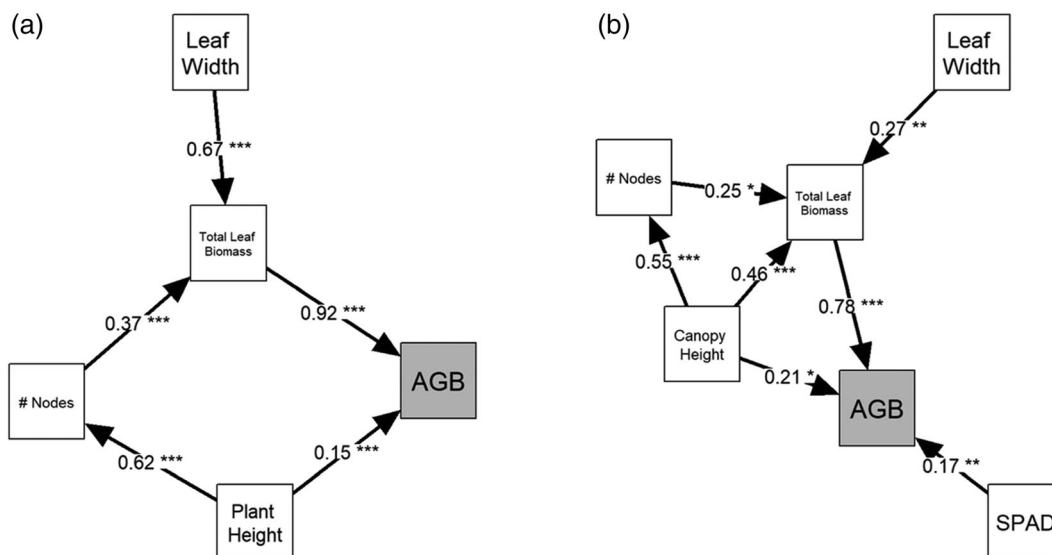 (a)
Leaf
Width
0.67 ***
Total Leaf
Biomass
0.37 ***
0.92 ***
# Nodes
AGB
0.62 ***
0.15 ***
Plant
Height
(b)
Leaf
Width
0.27 **
# Nodes
0.25 *
Total Leaf
Biomass
0.55 ***
0.46 ***
0.78 ***
Canopy
Height
0.21 *
AGB
0.17 **
SPAD